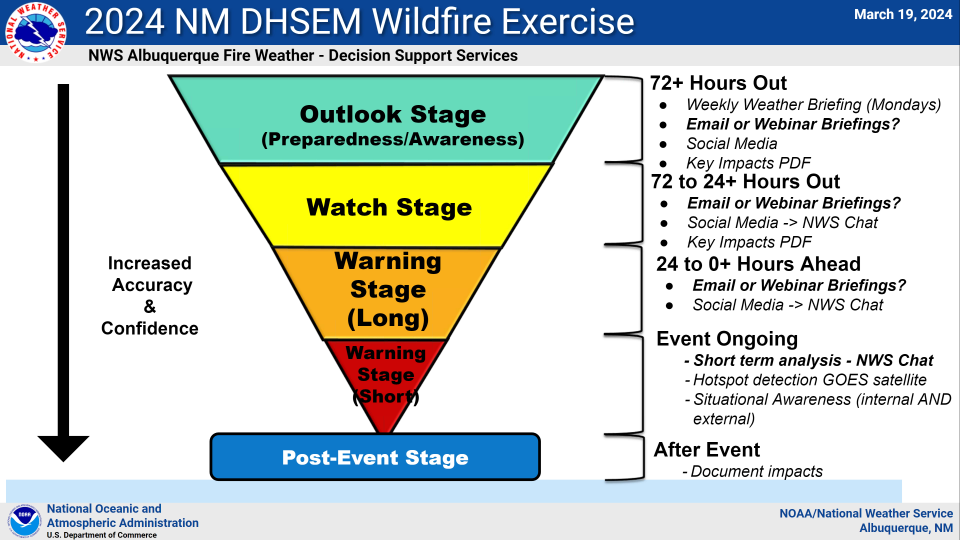 2024 NM DHSEM Wildfire Exercise
March 19, 2024
NATIONAL WEATHER SERVICE
NWS Albuquerque Fire Weather - Decision Support Services
Outlook Stage
(Preparedness/Awareness)
Watch Stage
Warning
Stage
(Long)
Warning
Stage
(Short)
Post-Event Stage
Increased
Accuracy
&
Confidence
72+ Hours Out
● Weekly Weather Briefing (Mondays)
● Email or Webinar Briefings?
● Social Media
● Key Impacts PDF
72 to 24+ Hours Out
● Email or Webinar Briefings?
● Social Media -> NWS Chat
● Key Impacts PDF
24 to 0+ Hours Ahead
● Email or Webinar Briefings?
● Social Media -> NWS Chat
Event Ongoing
- Short term analysis - NWS Chat
- Hotspot detection GOES satellite
- Situational Awareness (internal AND
external)
After Event
- Document impacts
NOAA
National Oceanic and
Atmospheric Administration
U.S. Department of Commerce
NOAA/National Weather Service
Albuquerque, NM